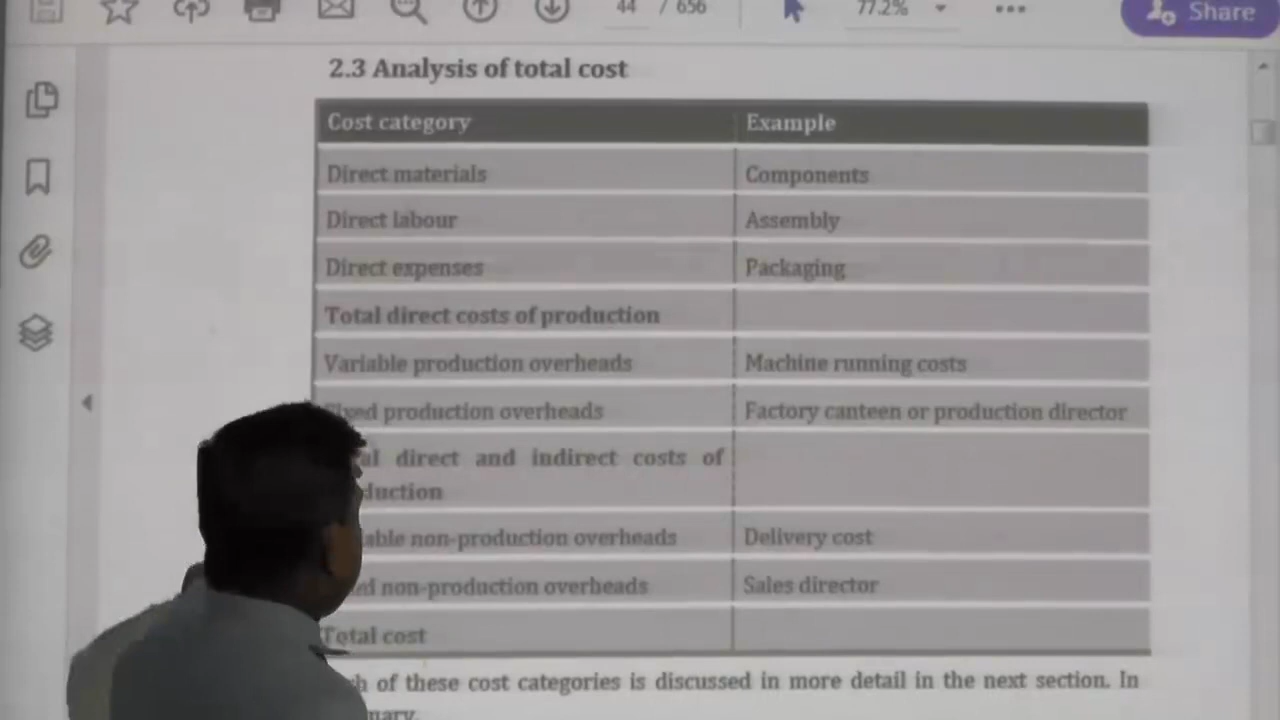 44 / 656
77.2%
Share
2.3 Analysis of total cost
Cost category Example
Direct materials Components
Direct labour Assembly
Direct expenses Packaging
Total direct costs of production
Variable production overheads Machine running costs
production overheads Factory canteen or production director
direct and indirect costs of
non-production overheads Delivery cost
non-production overheads Sales director
Total cost
of these cost categories is discussed in more detail in the next section. In